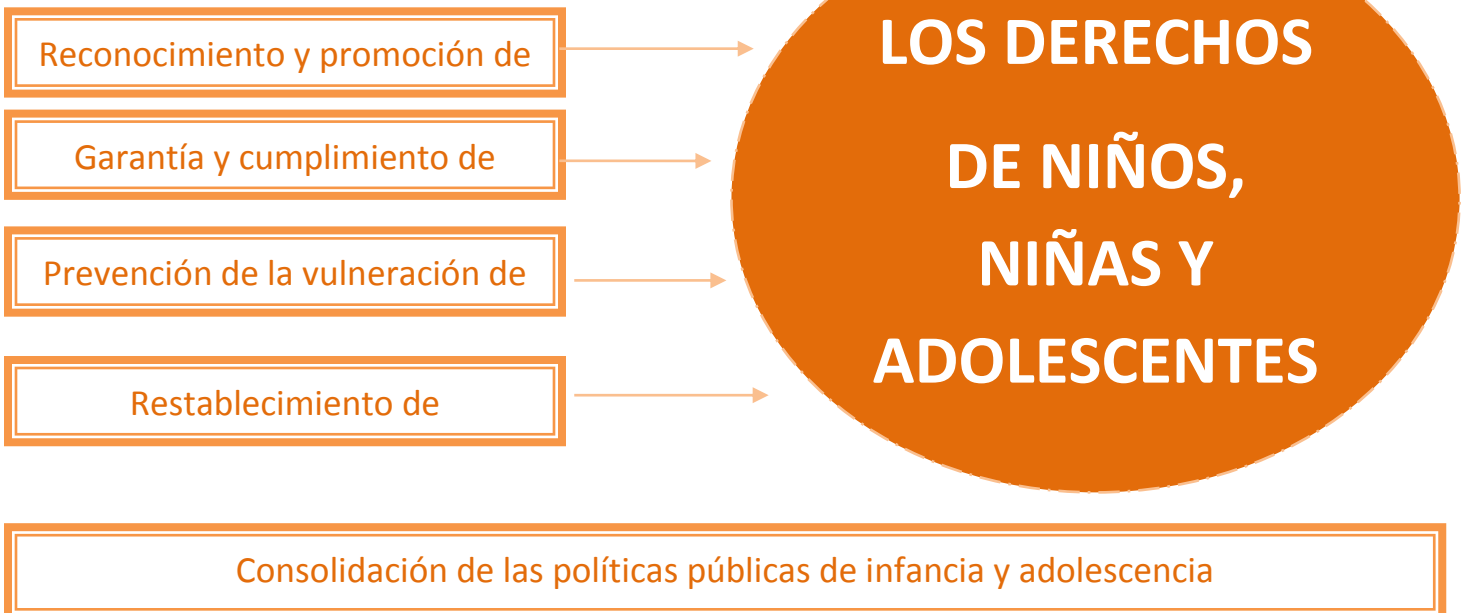 Reconocimiento y promoción de
Garantía y cumplimiento de
Prevención de la vulneración de
Restablecimiento de
LOS DERECHOS
DE NIÑOS,
NIÑAS Y
ADOLESCENTES
Consolidación de las políticas públicas de infancia y adolescencia